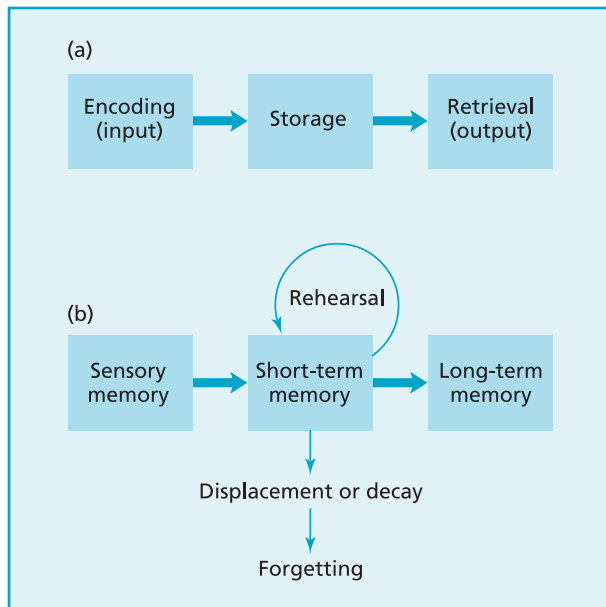 (a)
Encoding
(input)
Storage
Retrieval
(output)
Rehearsal
(b)
Sensory
memory
Short-term
memory
Long-term
memory
Displacement or decay
Forgetting